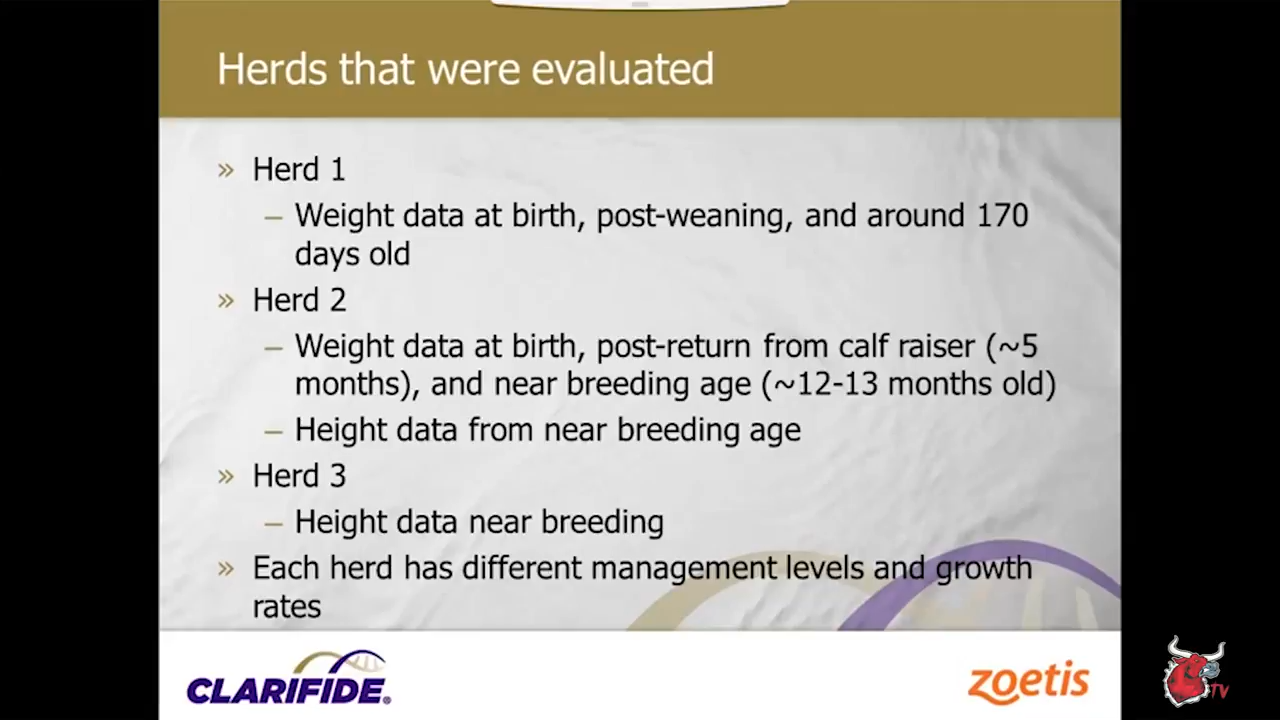 Herds that were evaluated
» Herd 1
– Weight data at birth, post-weaning, and around 170
days old
» Herd 2
– Weight data at birth, post-return from calf raiser (~5
months), and near breeding age (~12-13 months old)
– Height data from near breeding age
» Herd 3
– Height data near breeding
» Each herd has different management levels and growth
rates
CLARIFIDE®
zoetis
TV